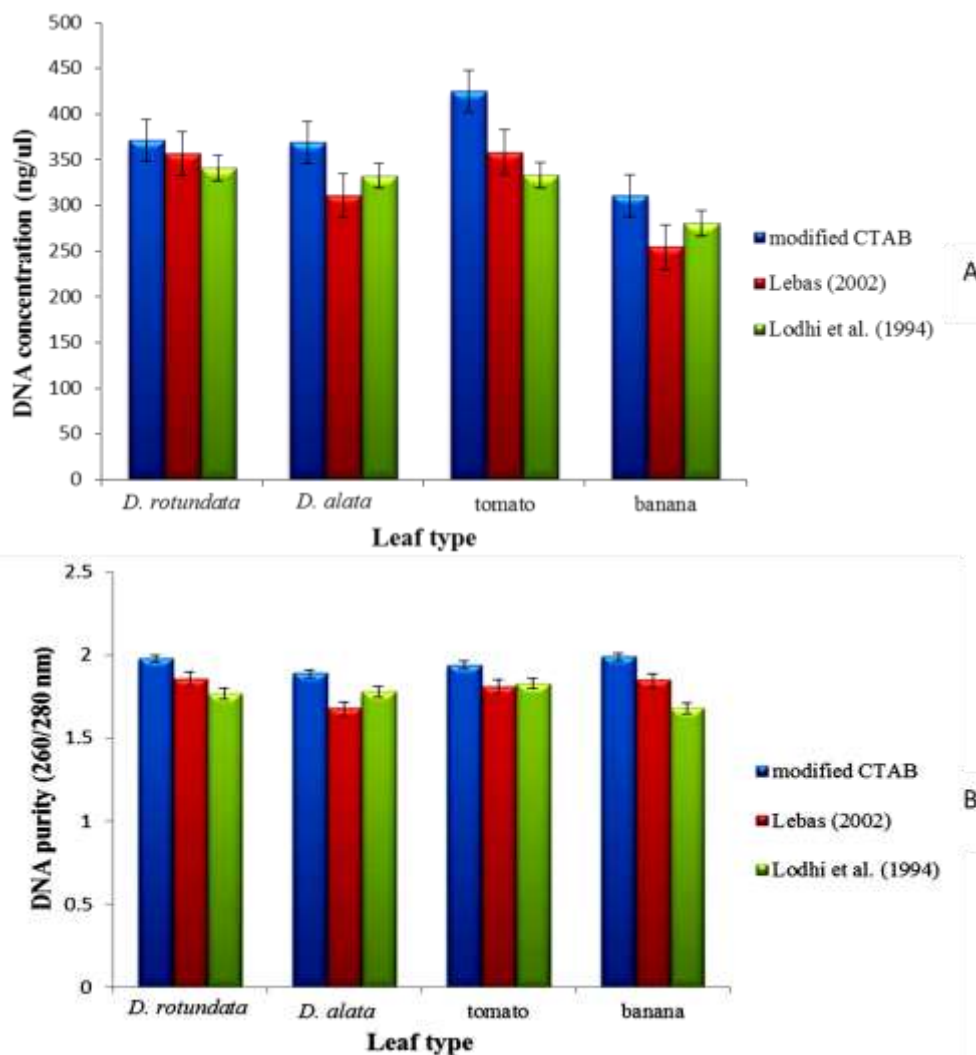 500
450
400
350
300
250
200
150
100
50
0
DNA concentration (ng/ul)
D. rotundata D. alata tomato banana
Leaf type
modified CTAB
Lebas (2002)
Lodhi et al. (1994)
A
2.5
2
1.5
1
0.5
0
DNA purity (260/280 nm)
D. rotundata D. alata tomato banana
Leaf type
modified CTAB
Lebas (2002)
Lodhi et al. (1994)
B